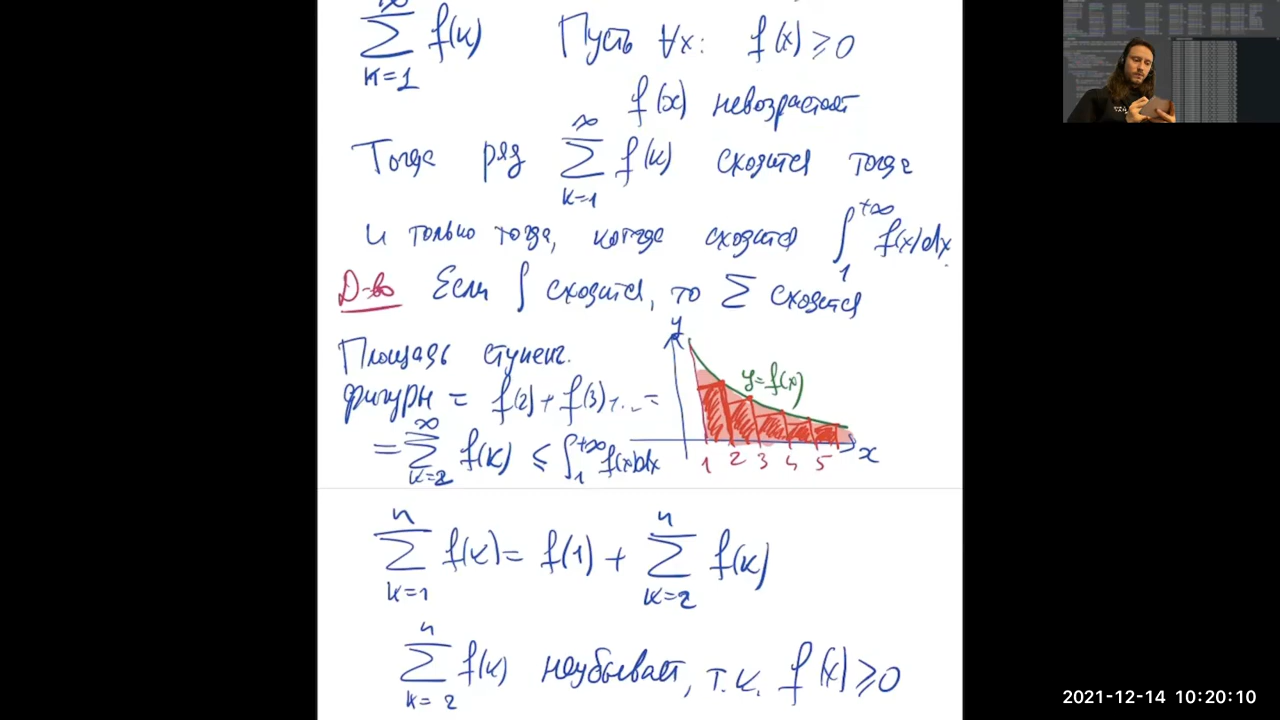 ∞
∑ f(k)   Пусть ∀x: f(x) ≥ 0
k=1
f(x) невозрастает
Тогда ряд ∑_{k=1}^{∞} f(k) сходится тогда
и только тогда, когда сходится ∫_1^{+∞} f(x)dx.
Д-во Если ∫ сходится, то ∑ сходится
Площадь ступенч.
фигуры = f(2) + f(3) + ... =
= ∑_{k=2}^{∞} f(k) ≤ ∫_1^{+∞} f(x)dx
y
y=f(x)
x
1 2 3 4 5
∑_{k=1}^{n} f(k) = f(1) + ∑_{k=2}^{n} f(k)
∑_{k=2}^{n} f(k) неубывает, т.к. f(x) ≥ 0
2021-12-14 10:20:10